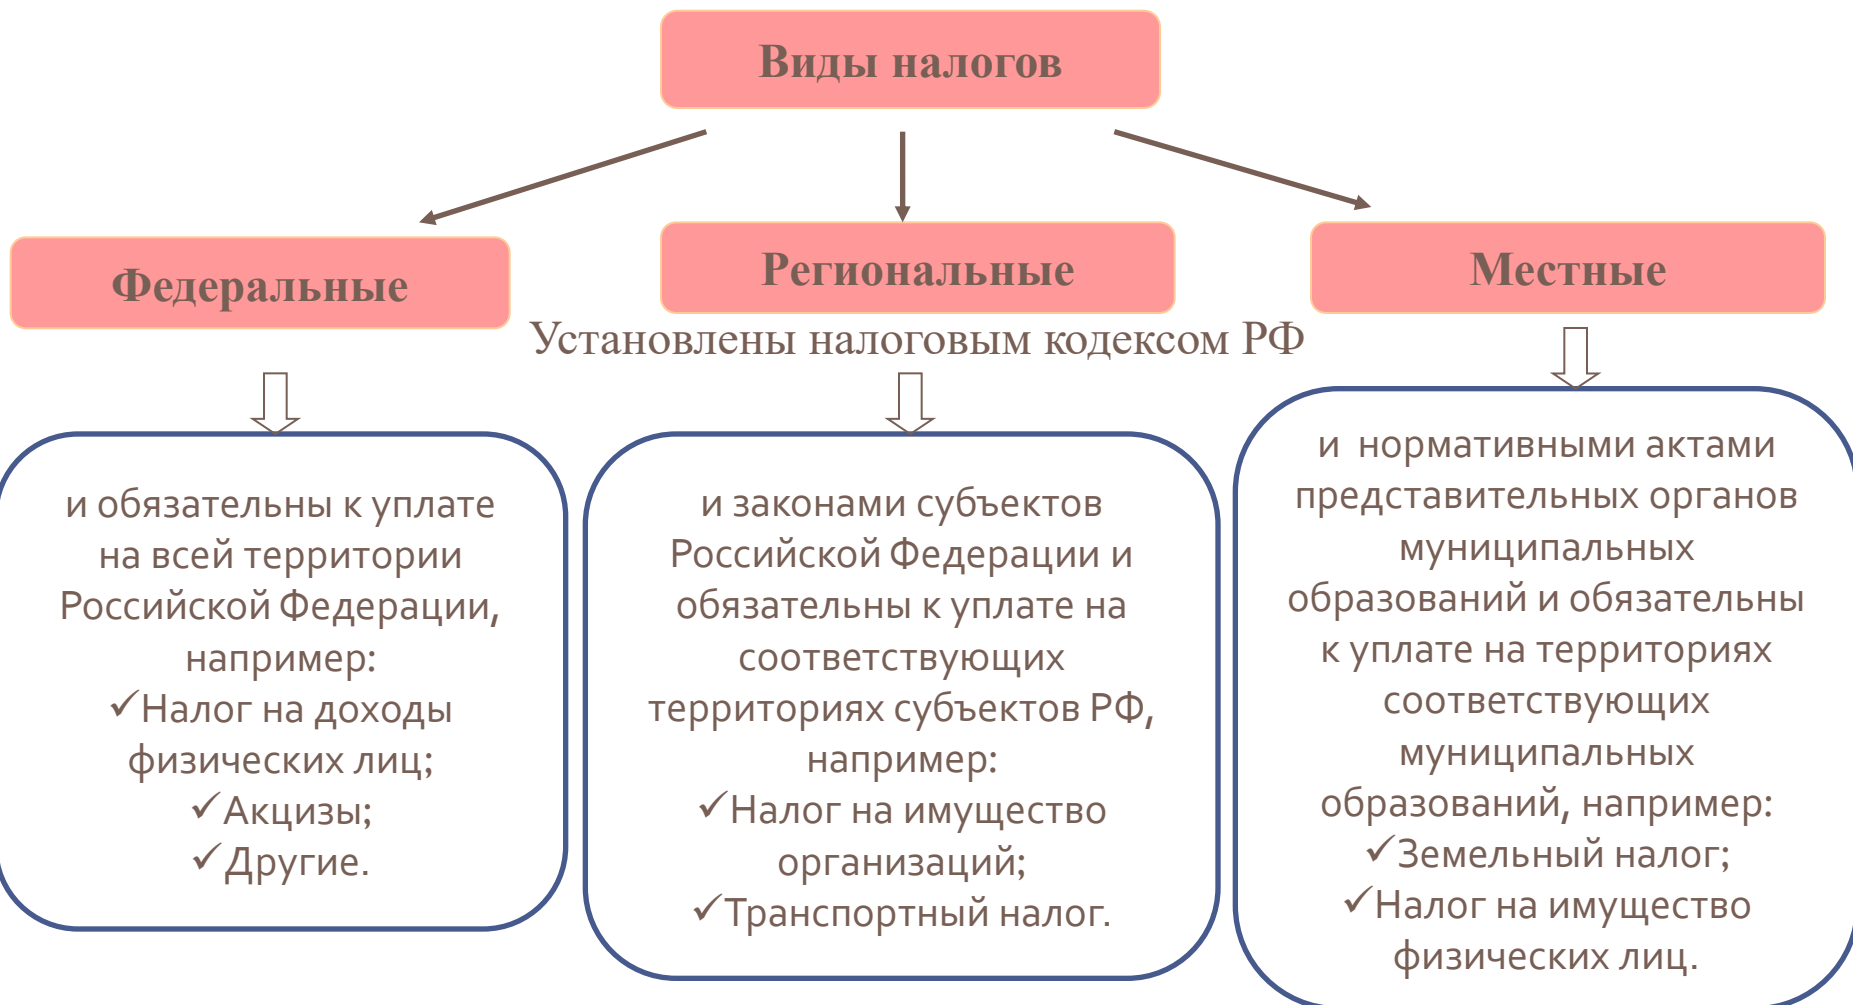 Виды налогов
Федеральные
Региональные
Местные
Установлены налоговым кодексом РФ
и обязательны к уплате
на всей территории
Российской Федерации,
например:
✓Налог на доходы
физических лиц;
✓Акцизы;
✓Другие.
и законами субъектов
Российской Федерации и
обязательны к уплате на
соответствующих
территориях субъектов РФ,
например:
✓Налог на имущество
организаций;
✓Транспортный налог.
и нормативными актами
представительных органов
муниципальных
образований и обязательны
к уплате на территориях
соответствующих
муниципальных
образований, например:
✓Земельный налог;
✓Налог на имущество
физических лиц.